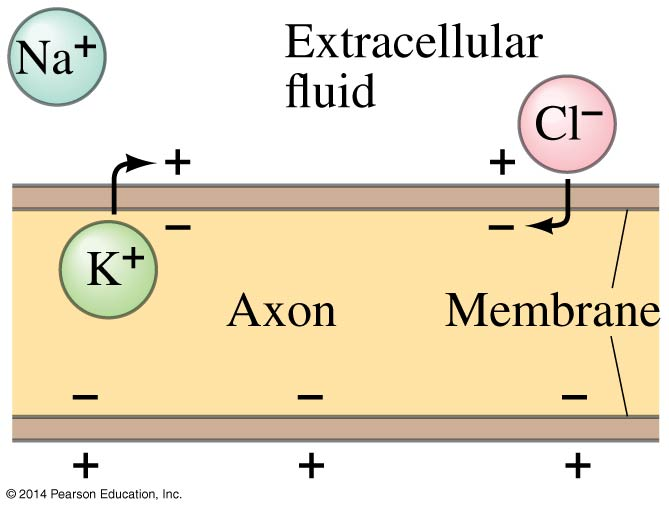 Na+
Extracellular
fluid
Cl−
+ +
− −
K+
Axon
Membrane
− − −
+ + +
© 2014 Pearson Education, Inc.